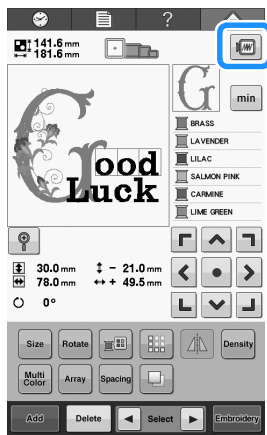 ?
141.6 mm
181.6 mm
G
G
min
ood
Luck
BRASS
LAVENDER
LILAC
SALMON PINK
CARMINE
LIME GREEN
30.0 mm - 21.0 mm
78.0 mm + 49.5 mm
0°
Size Rotate Density
Multi Color Array Spacing
Add Delete Select Embroidery